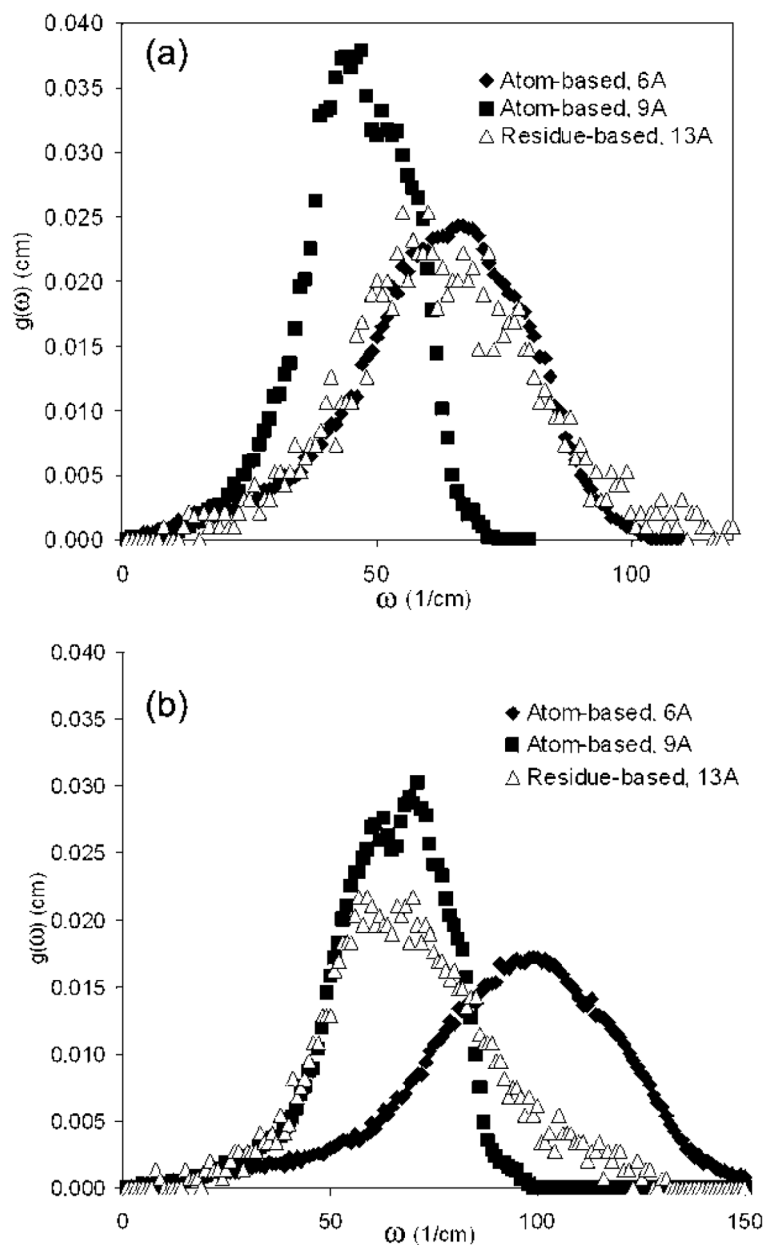 0.040
(a)
Atom-based, 6A
0.035
Atom-based, 9A
Residue-based, 13A
0.030
0.025
0.020
g(ω) (cm)
0.015
0.010
0.005
0.000
0 50 100
ω (1/cm)
0.040
(b)
0.035
Atom-based, 6A
Atom-based, 9A
0.030
Residue-based, 13A
0.025
0.020
g(ω) (cm)
0.015
0.010
0.005
0.000
0 50 100 150
ω (1/cm)